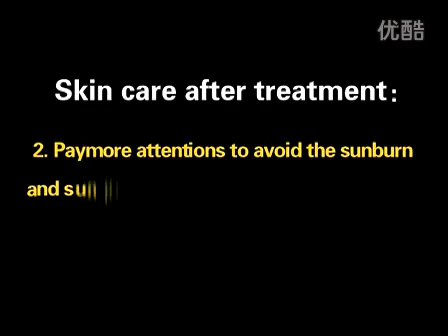 优酷
Skin care after treatment:
2. Paymore attentions to avoid the sunburn
and